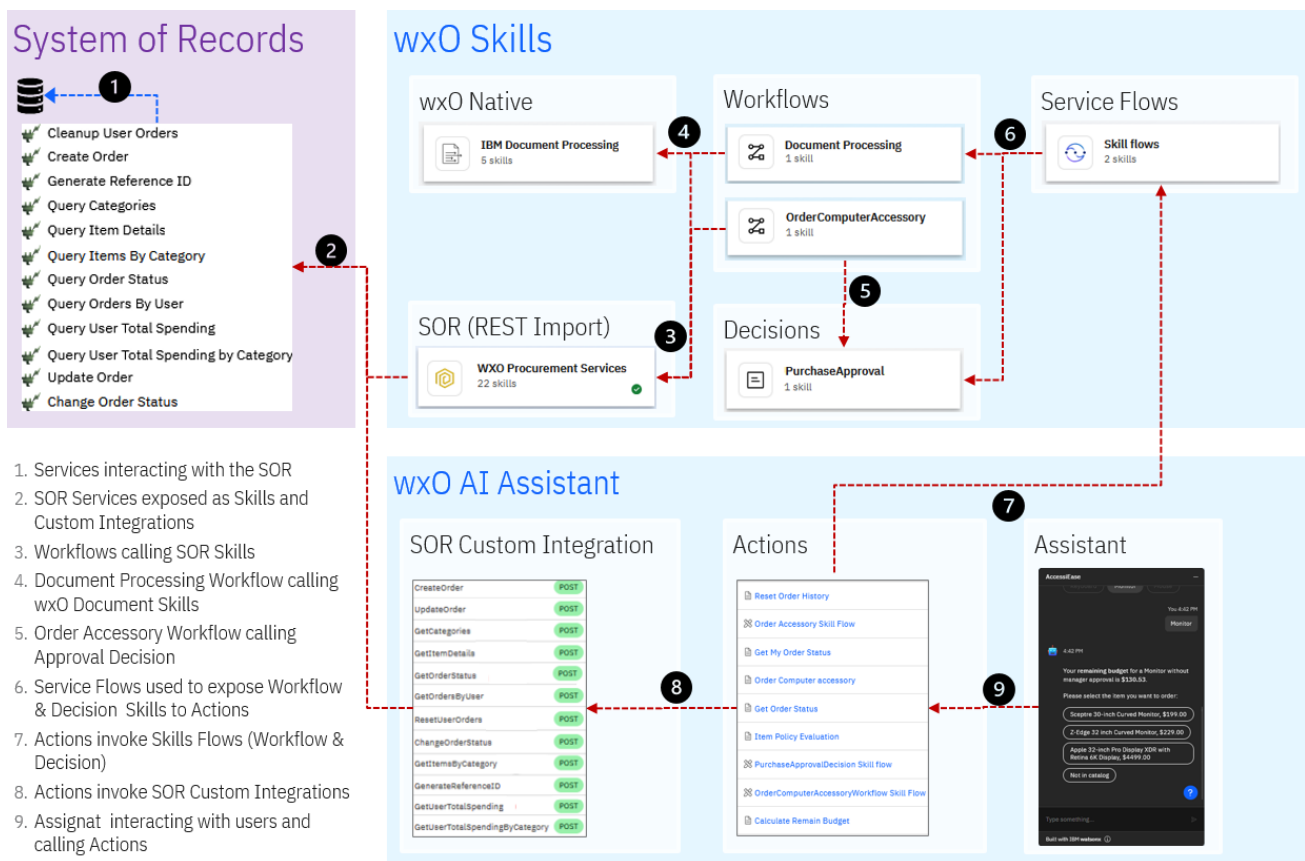 System of Records
1
Cleanup User Orders
Create Order
Generate Reference ID
Query Categories
Query Item Details
Query Items By Category
Query Order Status
Query Orders By User
Query User Total Spending
Query User Total Spending by Category
Update Order
Change Order Status
2
wxO Skills
wxO Native
IBM Document Processing
5 skills
4
Workflows
Document Processing
1 skill
OrderComputerAccessory
1 skill
6
Service Flows
Skill flows
2 skills
5
SOR (REST Import)
3
WXO Procurement Services
22 skills
Decisions
PurchaseApproval
1 skill
1. Services interacting with the SOR
2. SOR Services exposed as Skills and
Custom Integrations
3. Workflows calling SOR Skills
4. Document Processing Workflow calling
wxO Document Skills
5. Order Accessory Workflow calling
Approval Decision
6. Service Flows used to expose Workflow
& Decision Skills to Actions
7. Actions invoke Skills Flows (Workflow &
Decision)
8. Actions invoke SOR Custom Integrations
9. Assignat interacting with users and
calling Actions
wxO AI Assistant
7
SOR Custom Integration
CreateOrder POST
UpdateOrder POST
GetCategories POST
GetItemDetails POST
GetOrderStatus POST
GetOrdersByUser POST
ResetUserOrders POST
ChangeOrderStatus POST
GetItemsByCategory POST
GenerateReferenceID POST
GetUserTotalSpending POST
GetUserTotalSpendingByCategory POST
8
Actions
Reset Order History
Order Accessory Skill Flow
Get My Order Status
Order Computer accessory
Get Order Status
Item Policy Evaluation
PurchaseApprovalDecision Skill flow
OrderComputerAccessoryWorkflow Skill Flow
Calculate Remain Budget
9
Assistant
AccessiEase
You 4:42 PM
Monitor
4:42 PM
Your remaining budget for a Monitor without
manager approval is $130.53.
Please select the item you want to order:
Sceptre 30-inch Curved Monitor, $199.00
Z-Edge 32 inch Curved Monitor, $229.00
Apple 32-inch Pro Display XDR with
Retina 6K Display, $4499.00
Not in catalog
?
Type something...
Built with IBM watsonx